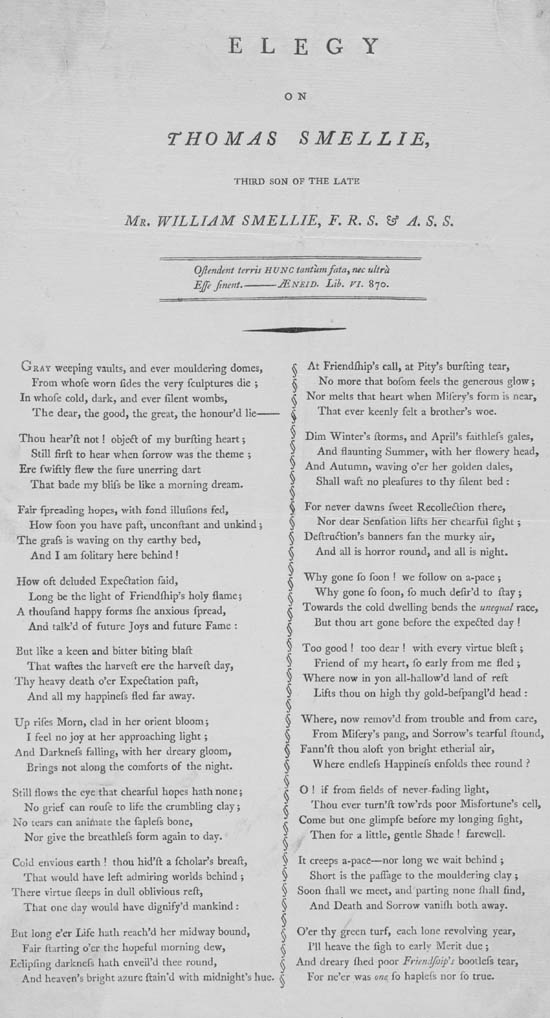 ELEGY
ON
THOMAS SMELLIE,
THIRD SON OF THE LATE
MR. WILLIAM SMELLIE, F. R. S. & A. S. S.
Oſtendent terris HUNC tantùm fata, nec ultrà
Eſſe ſinent.——ÆNEID. Lib. VI. 870.
GRAY weeping vaults, and ever mouldering domes,
From whoſe worn ſides the very ſculptures die ;
In whoſe cold, dark, and ever ſilent wombs,
The dear, the good, the great, the honour'd lie——
Thou hear'ſt not ! object of my burſting heart ;
Still firſt to hear when ſorrow was the theme ;
Ere ſwiftly flew the ſure unerring dart
That bade my bliſs be like a morning dream.
Fair ſpreading hopes, with fond illuſions fed,
How ſoon you have paſt, unconſtant and unkind ;
The graſs is waving on thy earthy bed,
And I am ſolitary here behind !
How oft deluded Expectation ſaid,
Long be the light of Friendſhip's holy flame;
A thouſand happy forms ſhe anxious ſpread,
And talk'd of future Joys and future Fame :
But like a keen and bitter biting blaſt
That waſtes the harveſt ere the harveſt day,
Thy heavy death o'er Expectation paſt,
And all my happineſs fled far away.
Up riſes Morn, clad in her orient bloom;
I feel no joy at her approaching light ;
And Darkneſs falling, with her dreary gloom,
Brings not along the comforts of the night.
Still flows the eye that chearful hopes hath none;
No grief can rouſe to life the crumbling clay ;
No tears can animate the ſapleſs bone,
Nor give the breathleſs form again to day.
Cold envious earth ! thou hid'ſt a ſcholar's breaſt,
That would have left admiring worlds behind ;
There virtue ſleeps in dull oblivious reſt,
That one day would have dignify'd mankind :
But long e'er Life hath reach'd her midway bound,
Fair ſtarting o'er the hopeful morning dew,
Eclipſing darkneſs hath enveil'd thee round,
And heaven's bright azure ſtain'd with midnight's hue.
At Friendſhip's call, at Pity's burſting tear,
No more that boſom feels the generous glow ;
Nor melts that heart when Miſery's form is near,
That ever keenly felt a brother's woe.
Dim Winter's ſtorms, and April's faithleſs gales,
And flaunting Summer, with her flowery head,
And Autumn, waving o'er her golden dales,
Shall waft no pleaſures to thy ſilent bed :
For never dawns ſweet Recollection there,
Nor dear Senſation lifts her chearful ſight ;
Deſtruction's banners fan the murky air,
And all is horror round, and all is night.
Why gone ſo ſoon ! we follow on a-pace ;
Why gone ſo ſoon, ſo much deſir'd to ſtay ;
Towards the cold dwelling bends the unequal race,
But thou art gone before the expected day !
Too good ! too dear ! with every virtue bleſt ;
Friend of my heart, ſo early from me fled ;
Where now in yon all-hallow'd land of reſt
Lifts thou on high thy gold-beſpangl'd head :
Where, now remov'd from trouble and from care,
From Miſery's pang, and Sorrow's tearful ſtound,
Fann'ſt thou aloft yon bright etherial air,
Where endleſs Happineſs enfolds thee round ?
O ! if from fields of never-fading light,
Thou ever turn'ſt tow'rds poor Misfortune's cell,
Come but one glimpſe before my longing ſight,
Then for a little, gentle Shade ! farewell.
It creeps a-pace—nor long we wait behind ;
Short is the paſſage to the mouldering clay ;
Soon ſhall we meet, and parting none ſhall find,
And Death and Sorrow vaniſh both away.
O'er thy green turf, each lone revolving year,
I'll heave the ſigh to early Merit due ;
And dreary ſhed poor Friendſhip's bootleſs tear,
For ne'er was one ſo hapleſs nor ſo true.